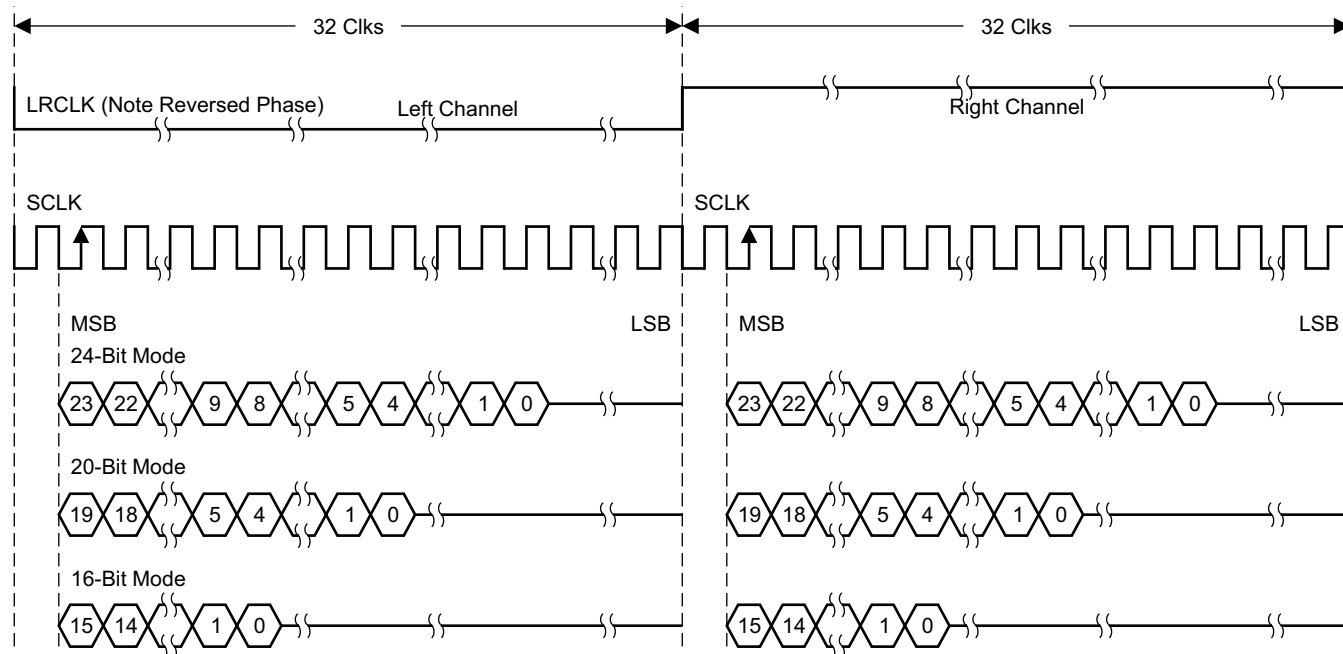 32 Clks 32 Clks
LRCLK (Note Reversed Phase) Left Channel Right Channel
SCLK SCLK
MSB LSB MSB LSB
24-Bit Mode
23 22 9 8 5 4 1 0 23 22 9 8 5 4 1 0
20-Bit Mode
19 18 5 4 1 0 19 18 5 4 1 0
16-Bit Mode
15 14 1 0 15 14 1 0